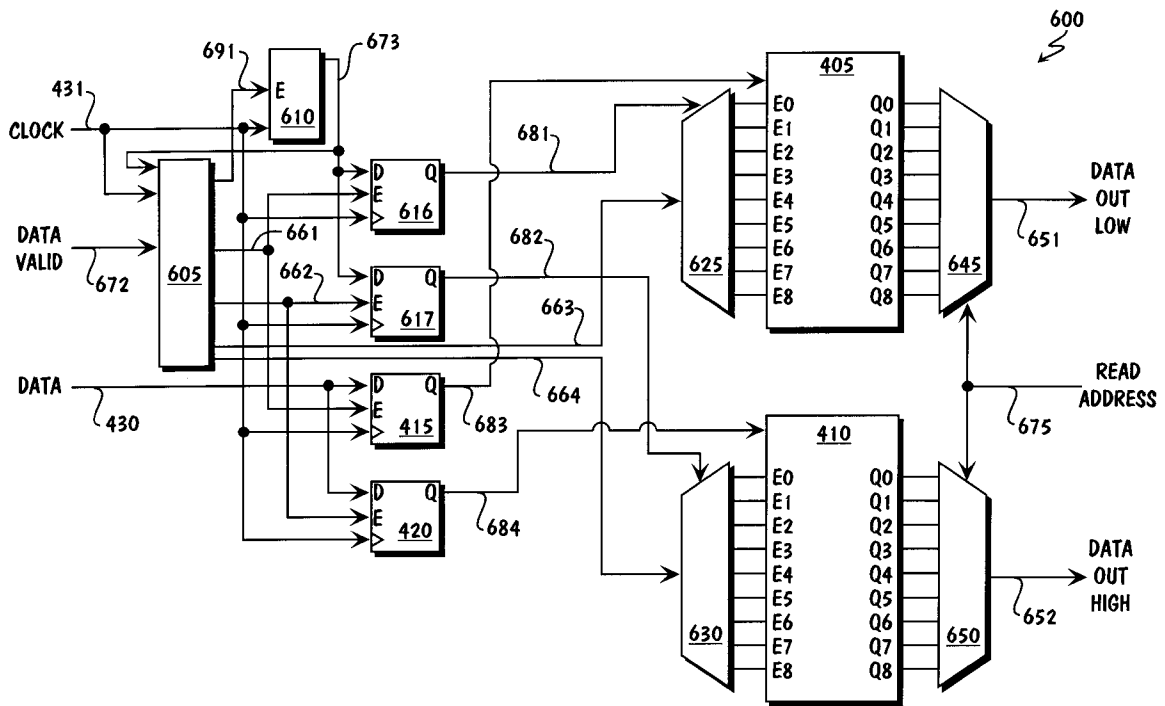 600
691
673
405
431
E
610
CLOCK
E0
E1
E2
E3
E4
E5
E6
E7
E8
Q0
Q1
Q2
Q3
Q4
Q5
Q6
Q7
Q8
681
D Q
E
616
DATA
OUT
LOW
651
DATA
VALID
672
605
661
682
625
645
662
D Q
E
617
663
DATA
430
664
D Q
E
415
683
READ
ADDRESS
675
410
D Q
E
420
684
E0
E1
E2
E3
E4
E5
E6
E7
E8
Q0
Q1
Q2
Q3
Q4
Q5
Q6
Q7
Q8
DATA
OUT
HIGH
652
630
650